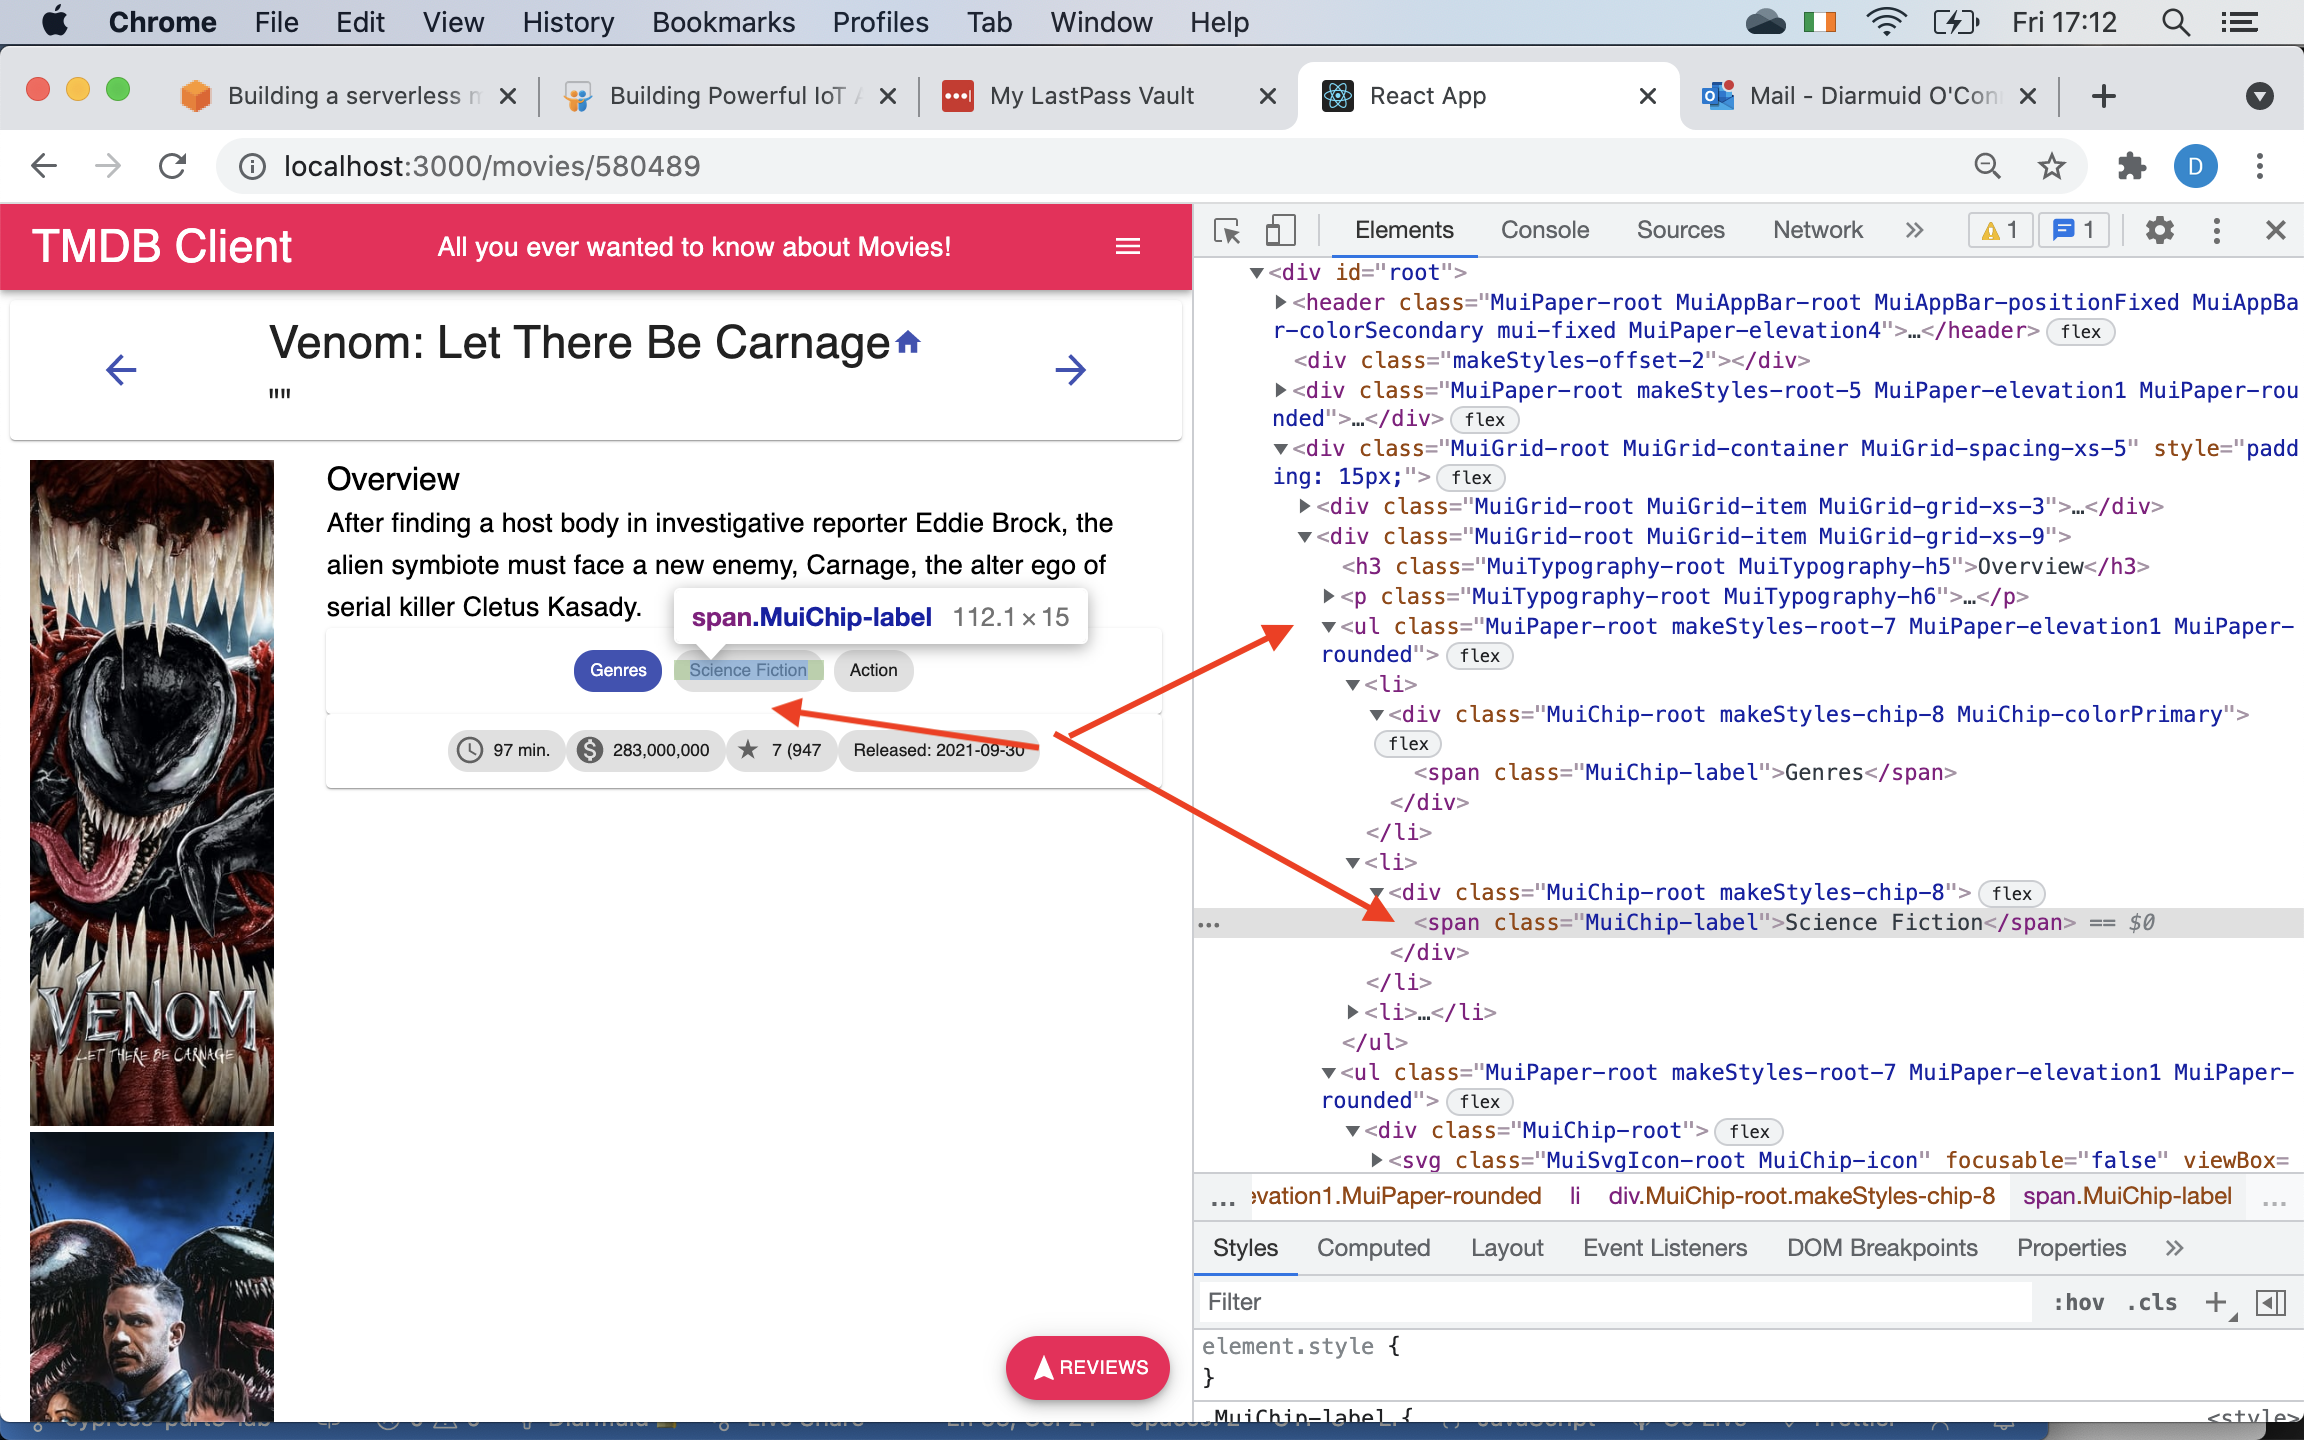 Chrome File Edit View History Bookmarks Profiles Tab Window Help Fri 17:12
Building a serverless Building Powerful IoT My LastPass Vault React App Mail - Diarmuid O'Con
localhost:3000/movies/580489 D
TMDB Client All you ever wanted to know about Movies!
Venom: Let There Be Carnage
""
Overview
After finding a host body in investigative reporter Eddie Brock, the
alien symbiote must face a new enemy, Carnage, the alter ego of
serial killer Cletus Kasady.
span.MuiChip-label 112.1 × 15
Genres Science Fiction Action
97 min. 283,000,000 7 (947 Released: 2021-09-30
VENOM
LET THERE BE CARNAGE
REVIEWS
Elements Console Sources Network » 1 1
<div id="root">
<header class="MuiPaper-root MuiAppBar-root MuiAppBar-positionFixed MuiAppBa
r-colorSecondary mui-fixed MuiPaper-elevation4">…</header> flex
<div class="makeStyles-offset-2"></div>
<div class="MuiPaper-root makeStyles-root-5 MuiPaper-elevation1 MuiPaper-rou
nded">…</div> flex
<div class="MuiGrid-root MuiGrid-container MuiGrid-spacing-xs-5" style="padd
ing: 15px;"> flex
<div class="MuiGrid-root MuiGrid-item MuiGrid-grid-xs-3">…</div>
<div class="MuiGrid-root MuiGrid-item MuiGrid-grid-xs-9">
<h3 class="MuiTypography-root MuiTypography-h5">Overview</h3>
<p class="MuiTypography-root MuiTypography-h6">…</p>
<ul class="MuiPaper-root makeStyles-root-7 MuiPaper-elevation1 MuiPaper-
rounded"> flex
<li>
<div class="MuiChip-root makeStyles-chip-8 MuiChip-colorPrimary">
flex
<span class="MuiChip-label">Genres</span>
</div>
</li>
<li>
<div class="MuiChip-root makeStyles-chip-8"> flex
… <span class="MuiChip-label">Science Fiction</span> == $0
</div>
</li>
<li>…</li>
</ul>
<ul class="MuiPaper-root makeStyles-root-7 MuiPaper-elevation1 MuiPaper-
rounded"> flex
<div class="MuiChip-root"> flex
<svg class="MuiSvgIcon-root MuiChip-icon" focusable="false" viewBox=
… evation1.MuiPaper-rounded li div.MuiChip-root.makeStyles-chip-8 span.MuiChip-label …
Styles Computed Layout Event Listeners DOM Breakpoints Properties »
Filter :hov .cls +
element.style {
}
.MuiChip-label { <style>